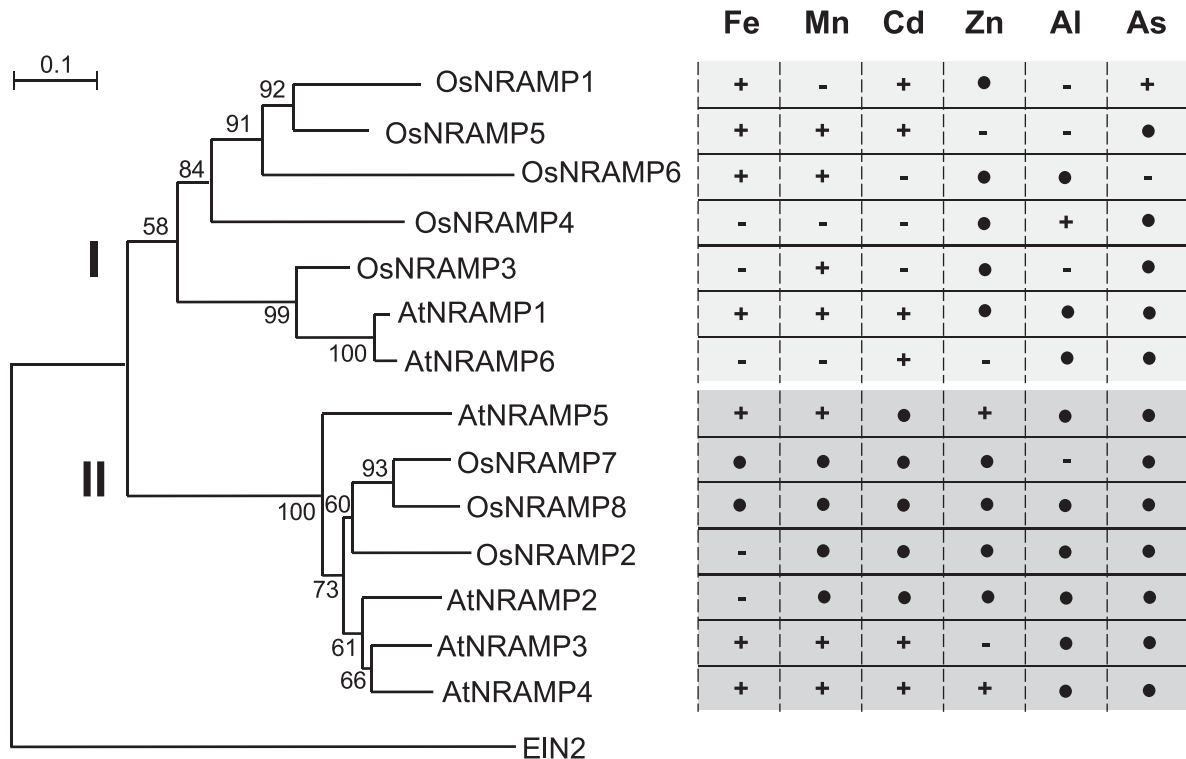 Fe Mn Cd Zn Al As
0.1
92 OsNRAMP1 + - + ● - +
91 OsNRAMP5 + + + - - ●
84 OsNRAMP6 + + - ● ● -
58 OsNRAMP4 - - - ● + ●
I OsNRAMP3 - + - ● - ●
99 AtNRAMP1 + + + ● ● ●
100 AtNRAMP6 - - + - ● ●
AtNRAMP5 + + ● + ● ●
II 93 OsNRAMP7 ● ● ● ● - ●
100 60 OsNRAMP8 ● ● ● ● ● ●
OsNRAMP2 - ● ● ● ● ●
73 AtNRAMP2 - ● ● ● ● ●
61 AtNRAMP3 + + + - ● ●
66 AtNRAMP4 + + + + ● ●
EIN2